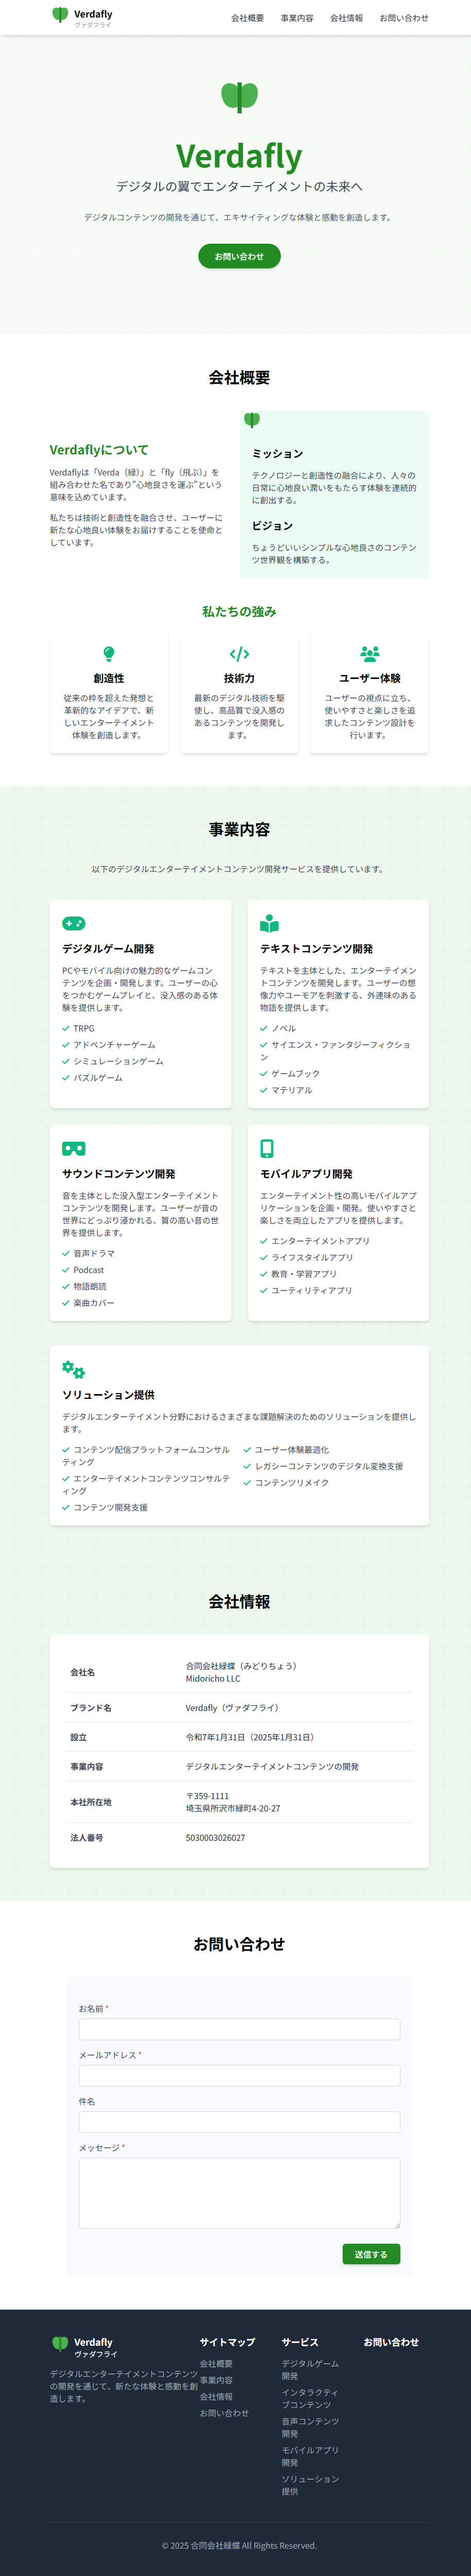 Verdafly
ヴァダフライ
会社概要
事業内容
会社情報
お問い合わせ
Verdafly
デジタルの翼でエンターテイメントの未来へ
デジタルコンテンツの開発を通じて、エキサイティングな体験と感動を創造します。
お問い合わせ
会社概要
Verdaflyについて
Verdaflyは「Verda（緑）」と「fly（飛ぶ）」を
組み合わせた名であり"心地良さを運ぶ"という
意味を込めています。
私たちは技術と創造性を融合させ、ユーザーに
新たな心地良い体験をお届けすることを使命と
しています。
ミッション
テクノロジーと創造性の融合により、人々の
日常に心地良い潤いをもたらす体験を連続的
に創出する。
ビジョン
ちょうどいいシンプルな心地良さのコンテン
ツ世界観を構築する。
私たちの強み
創造性
従来の枠を超えた発想と
革新的なアイデアで、新
しいエンターテイメント
体験を創造します。
技術力
最新のデジタル技術を駆
使し、高品質で没入感の
あるコンテンツを開発し
ます。
ユーザー体験
ユーザーの視点に立ち、
使いやすさと楽しさを追
求したコンテンツ設計を
行います。
事業内容
以下のデジタルエンターテイメントコンテンツ開発サービスを提供しています。
デジタルゲーム開発
PCやモバイル向けの魅力的なゲームコン
テンツを企画・開発します。ユーザーの心
をつかむゲームプレイと、没入感のある体
験を提供します。
TRPG
アドベンチャーゲーム
シミュレーションゲーム
パズルゲーム
テキストコンテンツ開発
テキストを主体とした、エンターテイメン
トコンテンツを開発します。ユーザーの想
像力やユーモアを刺激する、外連味のある
物語を提供します。
ノベル
サイエンス・ファンタジーフィクショ
ン
ゲームブック
マテリアル
サウンドコンテンツ開発
音を主体とした没入型エンターテイメント
コンテンツを開発します。ユーザーが音の
世界にどっぷり浸かれる、質の高い音の世
界を提供します。
音声ドラマ
Podcast
物語朗読
楽曲カバー
モバイルアプリ開発
エンターテイメント性の高いモバイルアプ
リケーションを企画・開発。使いやすさと
楽しさを両立したアプリを提供します。
エンターテイメントアプリ
ライフスタイルアプリ
教育・学習アプリ
ユーティリティアプリ
ソリューション提供
デジタルエンターテイメント分野におけるさまざまな課題解決のためのソリューションを提供し
ます。
コンテンツ配信プラットフォームコンサル
ティング
エンターテイメントコンテンツコンサルテ
ィング
コンテンツ開発支援
ユーザー体験最適化
レガシーコンテンツのデジタル変換支援
コンテンツリメイク
会社情報
会社名
合同会社緑蝶（みどりちょう）
Midoricho LLC
ブランド名
Verdafly（ヴァダフライ）
設立
令和7年1月31日（2025年1月31日）
事業内容
デジタルエンターテイメントコンテンツの開発
本社所在地
〒359-1111
埼玉県所沢市緑町4-20-27
法人番号
5030003026027
お問い合わせ
お名前 *
メールアドレス *
件名
メッセージ *
送信する
Verdafly
ヴァダフライ
デジタルエンターテイメントコンテンツ
の開発を通じて、新たな体験と感動を創
造します。
サイトマップ
会社概要
事業内容
会社情報
お問い合わせ
サービス
デジタルゲーム
開発
インタラクティ
ブコンテンツ
音声コンテンツ
開発
モバイルアプリ
開発
ソリューション
提供
お問い合わせ
© 2025 合同会社緑蝶 All Rights Reserved.